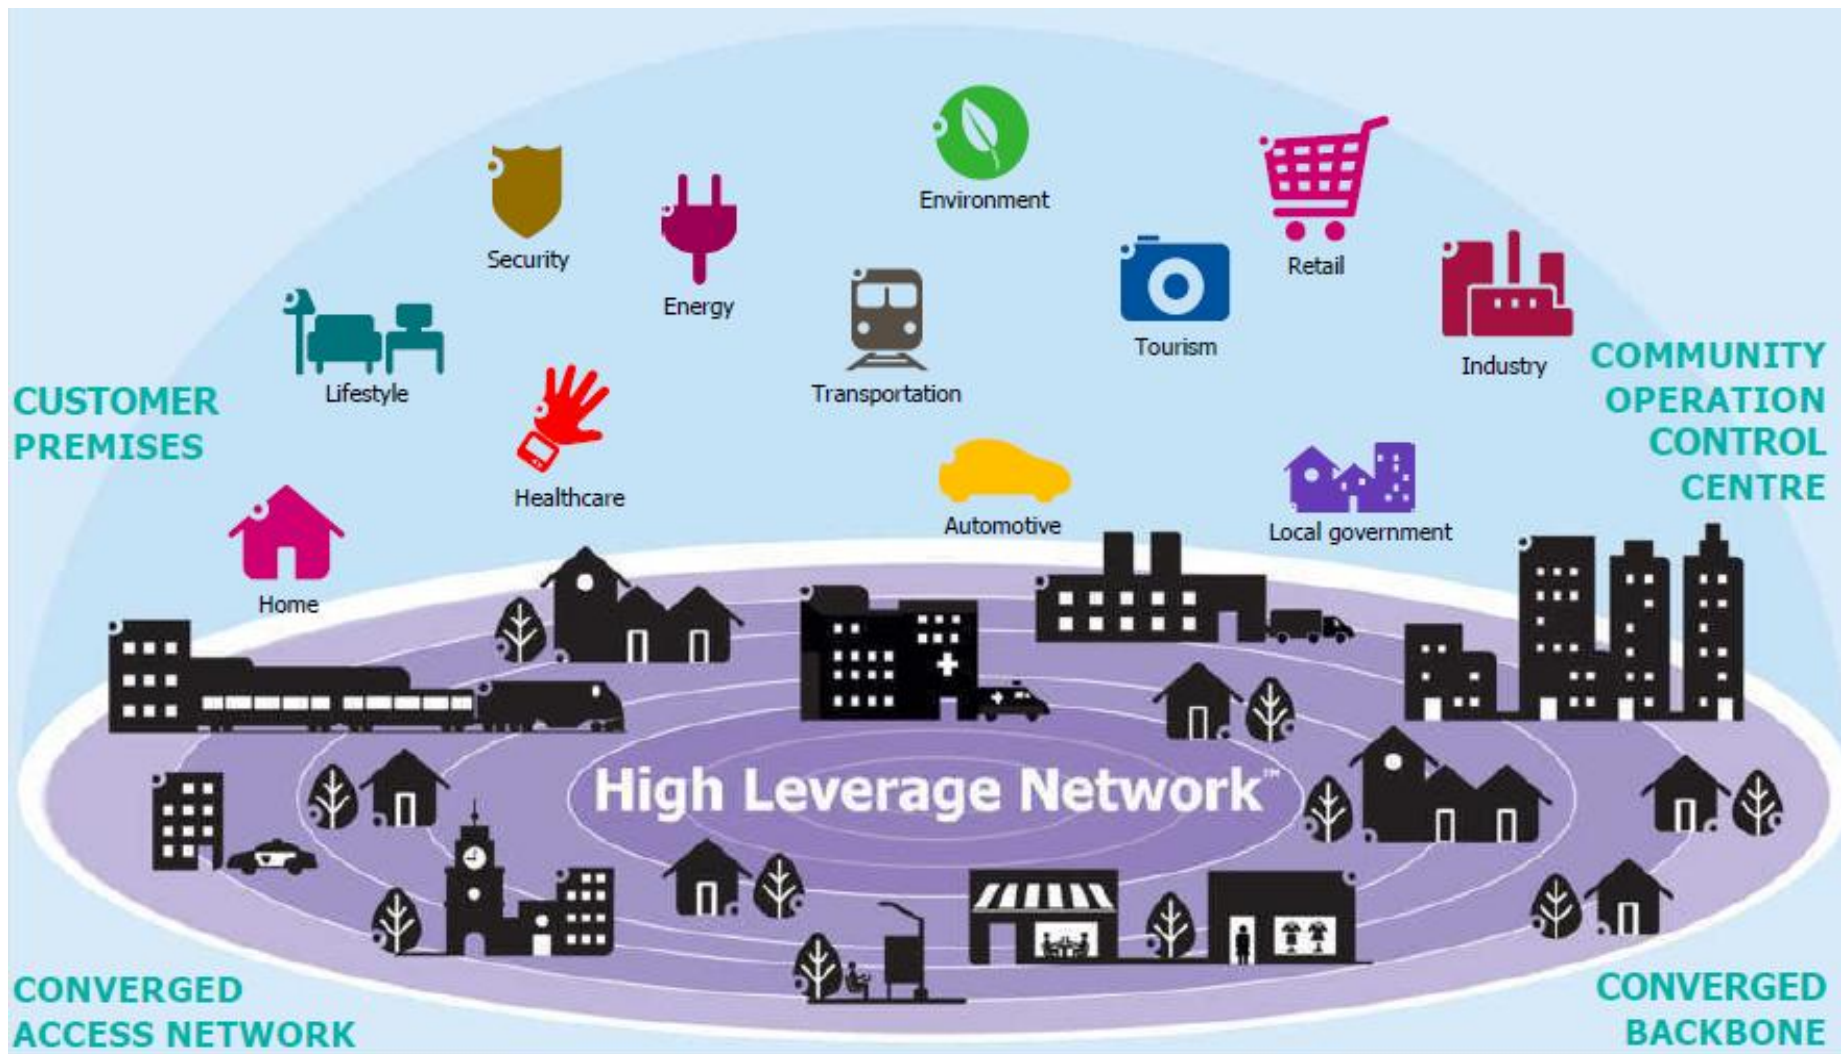 Environment
Security
Retail
Energy
Tourism
Industry
Lifestyle
Transportation
COMMUNITY
OPERATION
CONTROL
CENTRE
CUSTOMER
PREMISES
Healthcare
Automotive
Local government
Home
High Leverage Network™
CONVERGED
ACCESS NETWORK
CONVERGED
BACKBONE